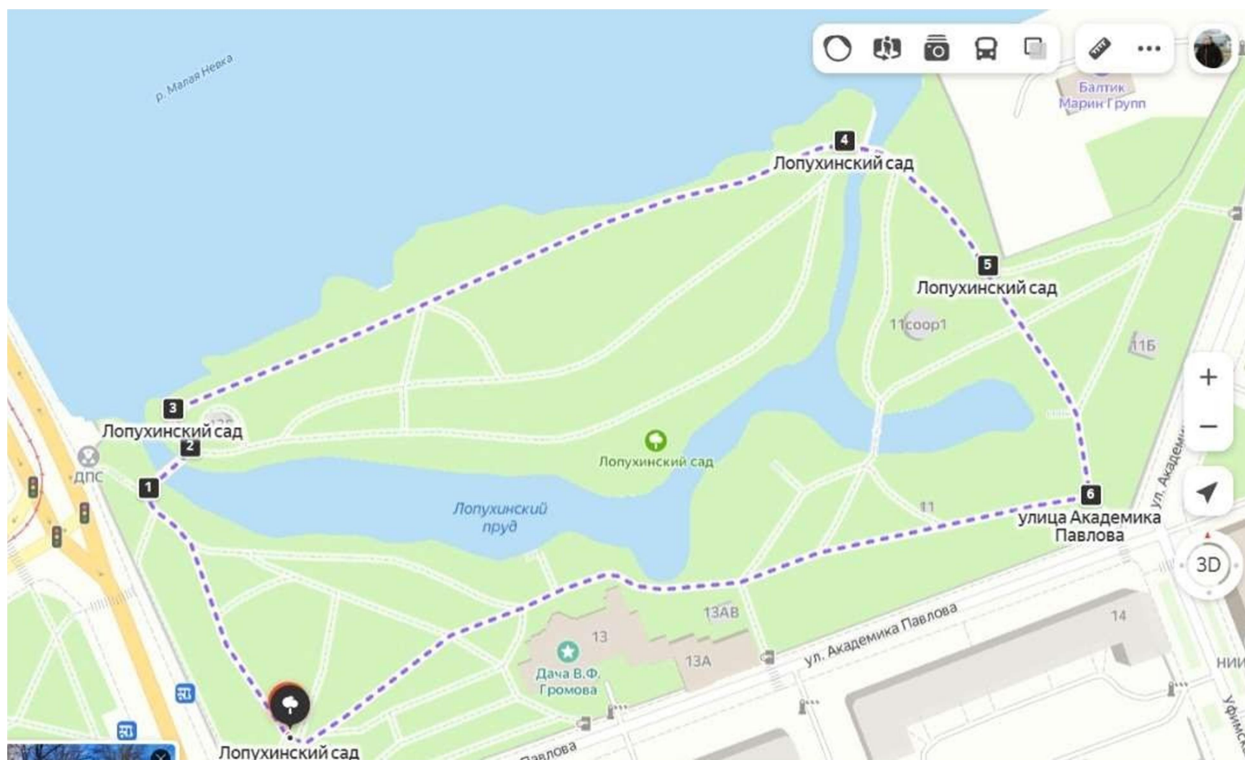 р. Малая Невка
Балтик
Марин Групп
4
Лопухинский сад
5
Лопухинский сад
11соор1
11Б
3
Лопухинский сад
2
ДПС
1
Лопухинский сад
Лопухинский
пруд
11
6
улица Академика
Павлова
ул. Академи
3D
13АВ
13
13А
ул. Академика Павлова
14
Дача В.Ф.
Громова
НИИ
Уфимска
Лопухинский сад
Павлова
+
−